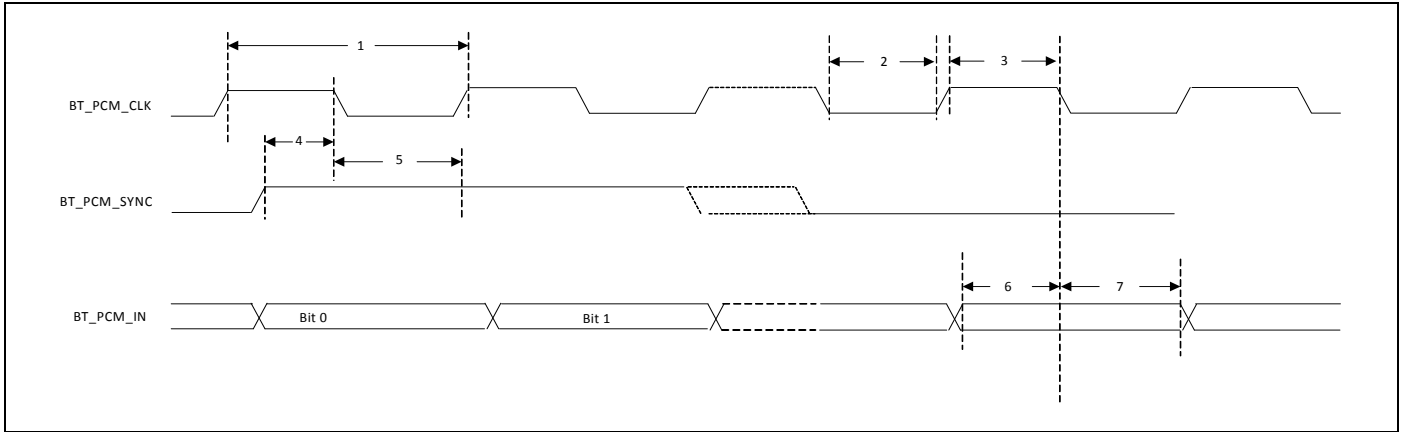 1
2
3
BT_PCM_CLK
4
5
BT_PCM_SYNC
6
7
BT_PCM_IN
Bit 0
Bit 1